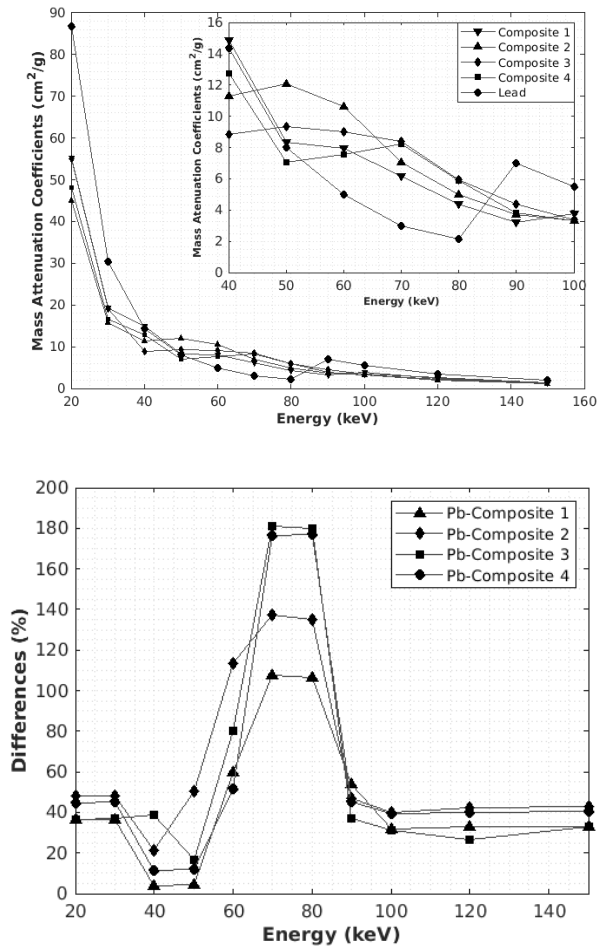 90
80
70
60
50
40
30
20
10
0
Mass Attenuation Coefficients (cm²/g)
20 40 60 80 100 120 140 160
Energy (keV)
16
14
12
10
8
6
4
2
0
Mass Atenuation Coefficients (cm²/g)
40 50 60 70 80 90 100
Energy (keV)
Composite 1
Composite 2
Composite 3
Composite 4
Lead
200
180
160
140
120
100
80
60
40
20
0
Differences (%)
20 40 60 80 100 120 140
Energy (keV)
Pb-Composite 1
Pb-Composite 2
Pb-Composite 3
Pb-Composite 4